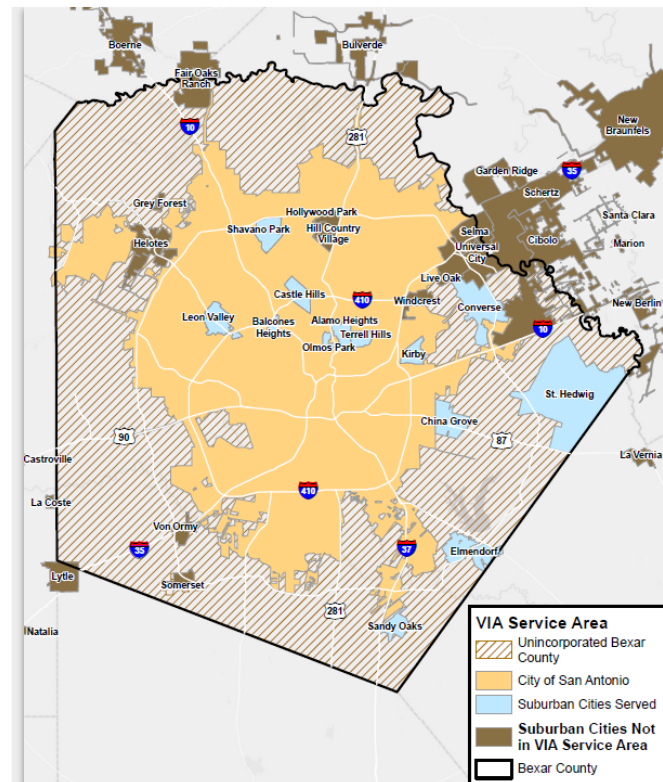 Boerne
Bulverde
Fair Oaks
Ranch
10
281
New
Braunfels
Garden Ridge
35
Schertz
Grey Forest
Santa Clara
Hollywood Park
Shavano Park
Hill Country
Village
Selma
Universal
City
Cibolo
Marion
Helotes
Live Oak
Castle Hills
410
Windcrest
New Berlin
Leon Valley
Balcones
Heights
Alamo Heights
Terrell Hills
Olmos Park
Converse
10
Kirby
St. Hedwig
China Grove
90
87
Castroville
La Vernia
La Coste
410
Von Ormy
35
37
Elmendorf
Lytle
Somerset
281
Natalia
Sandy Oaks
VIA Service Area
Unincorporated Bexar
County
City of San Antonio
Suburban Cities Served
Suburban Cities Not
in VIA Service Area
Bexar County